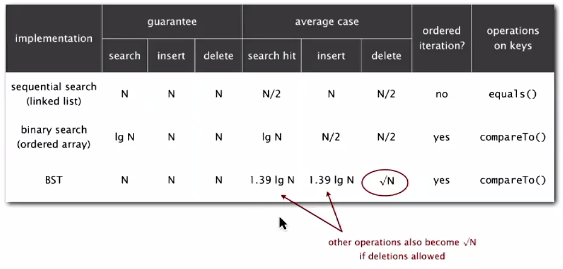 implementation guarantee average case ordered iteration? operations on keys
search insert delete search hit insert delete
sequential search (linked list) N N N N/2 N N/2 no equals()
binary search (ordered array) lg N N N lg N N/2 N/2 yes compareTo()
BST N N N 1.39 lg N 1.39 lg N √N yes compareTo()
other operations also become √N
if deletions allowed